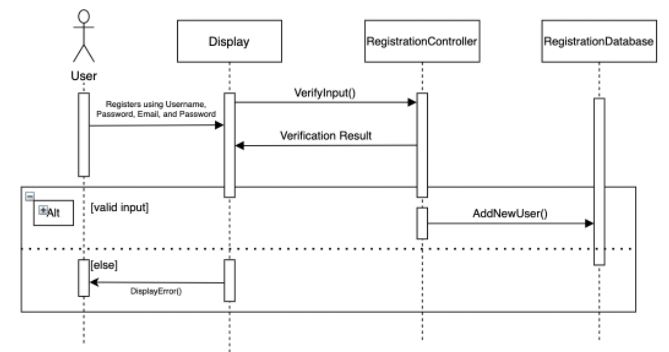 User
Display
RegistrationController
RegistrationDatabase
Registers using Username,
Password, Email, and Password
VerifyInput()
Verification Result
Alt
[valid input]
AddNewUser()
[else]
DisplayError()